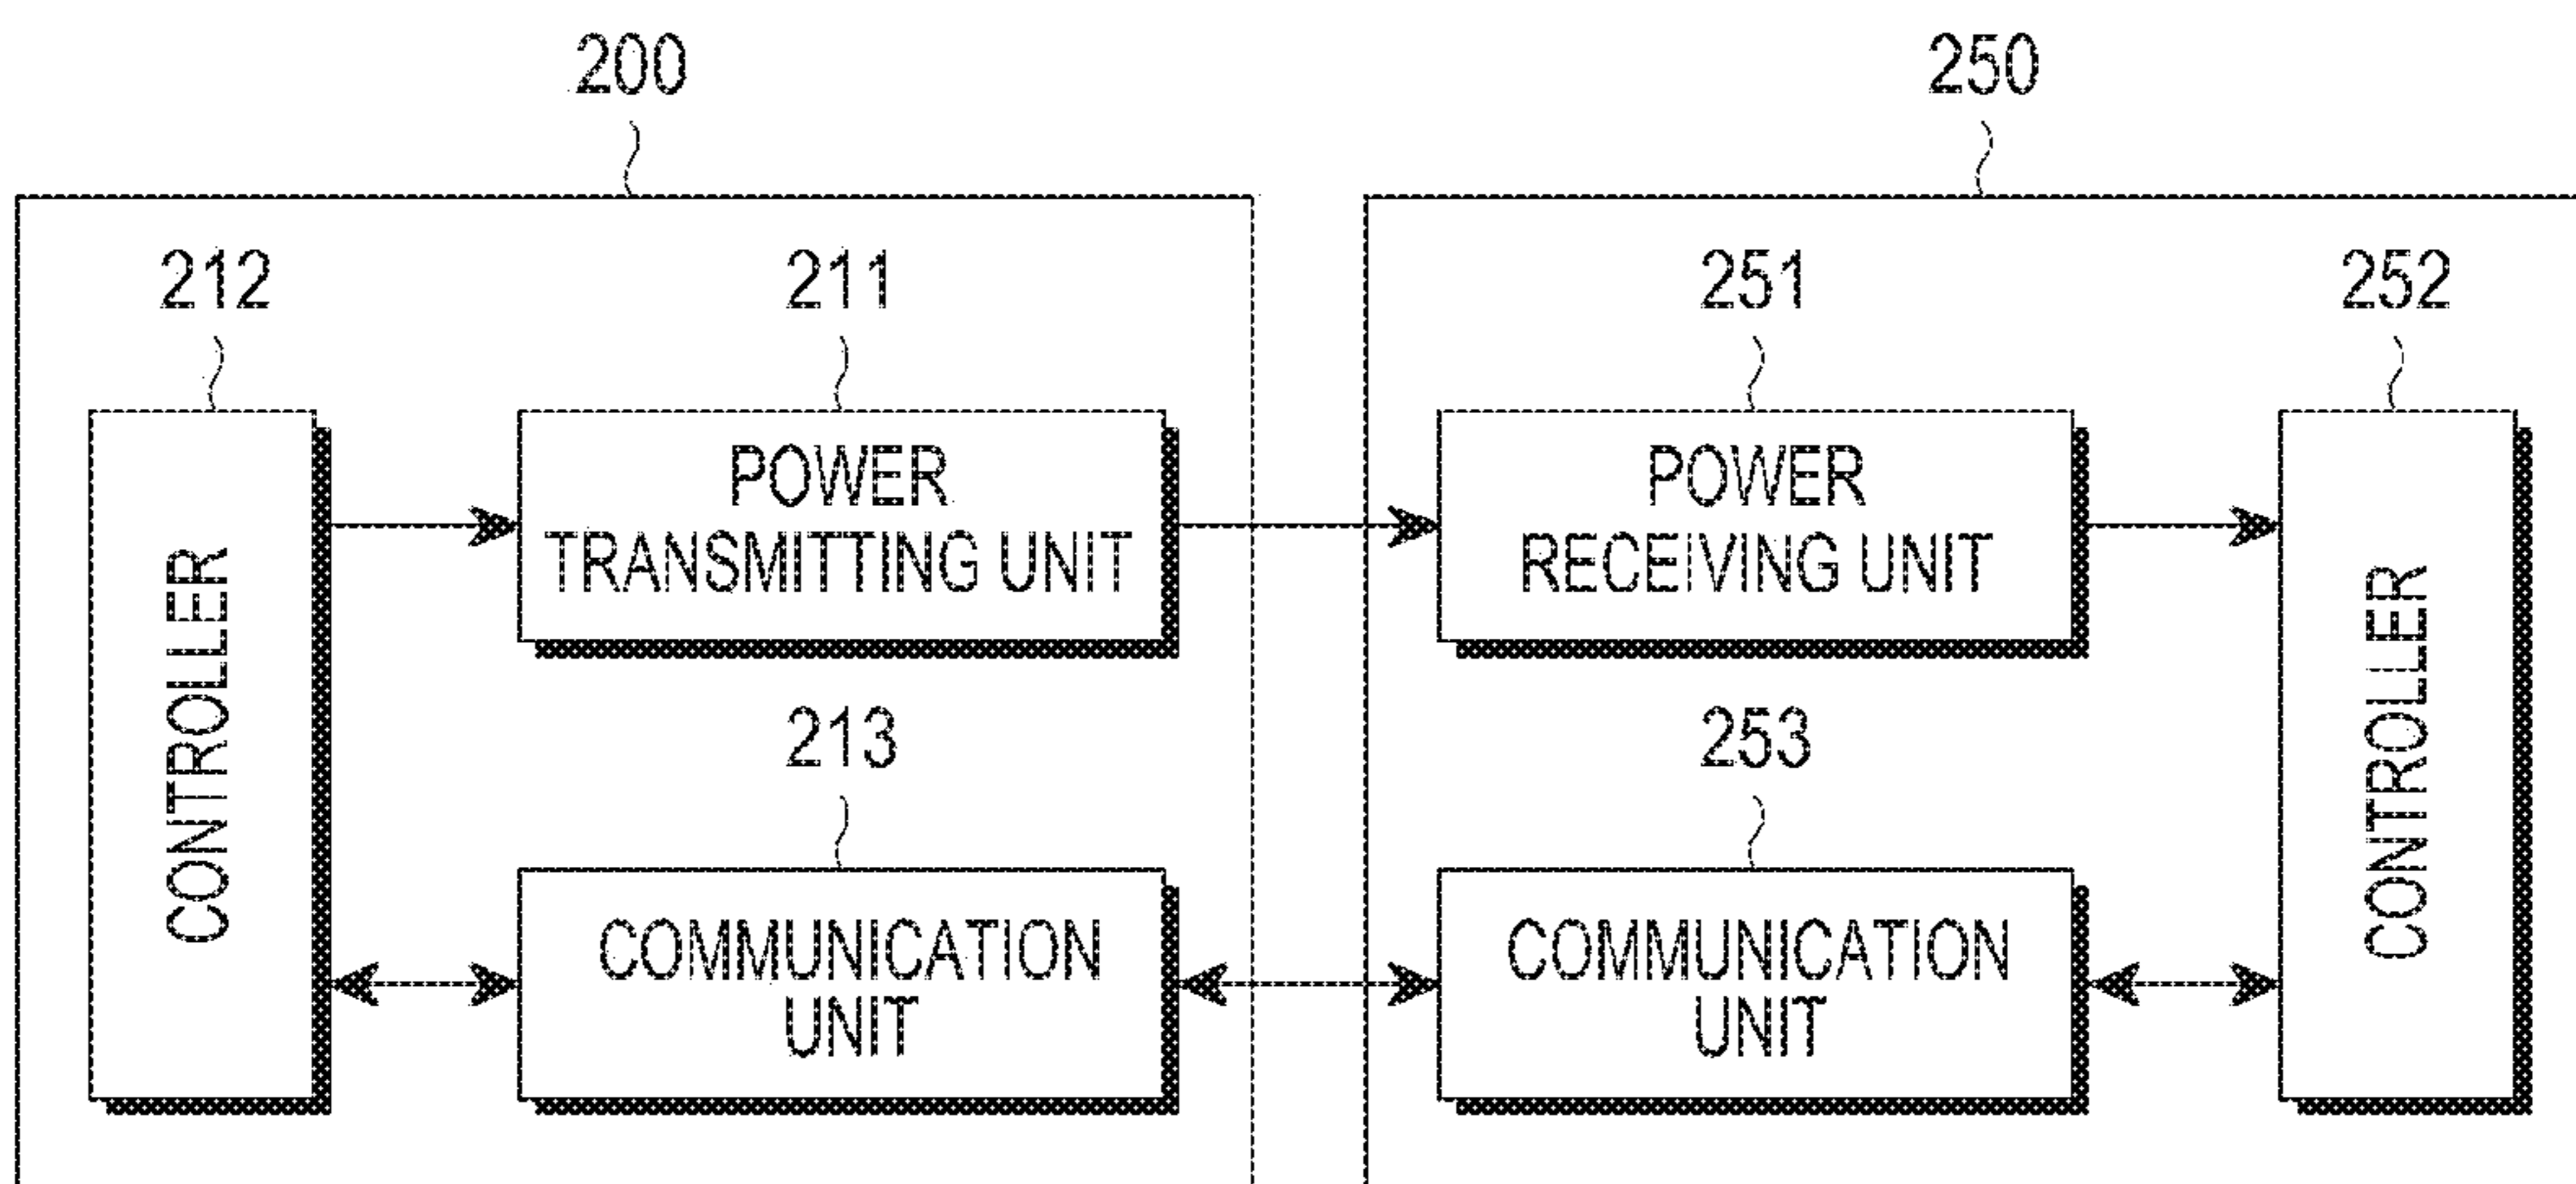 200
250
212
211
251
252
POWER
TRANSMITTING UNIT
POWER
RECEIVING UNIT
CONTROLLER
CONTROLLER
213
253
COMMUNICATION
UNIT
COMMUNICATION
UNIT